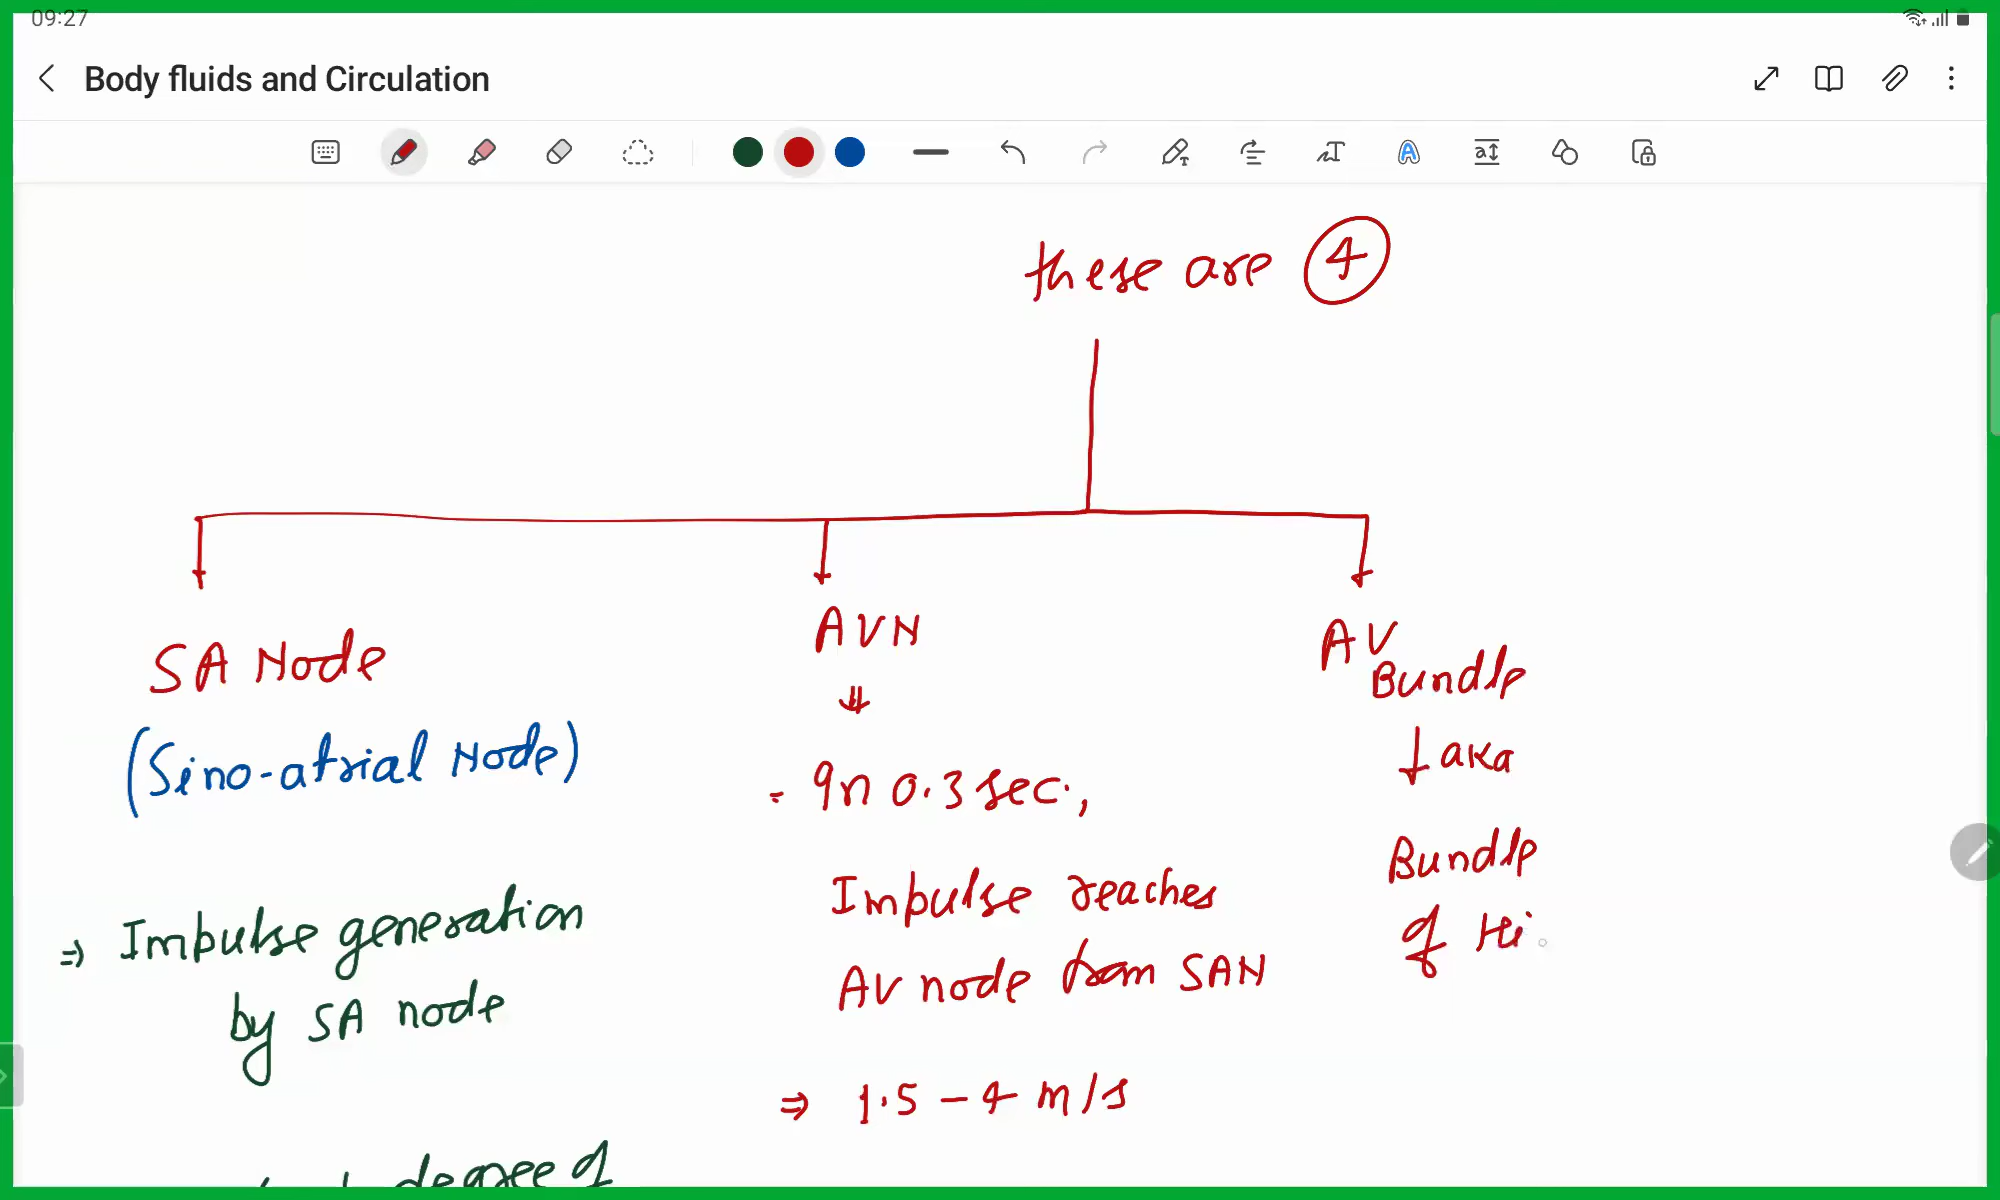 09:27
Body fluids and Circulation
these are 4
SA Node
(Sino-atrial Node)
⇒ Impulse generation
by SA node
degree of
AVN
⇓
- In 0.3 sec.,
Impulse reaches
AV node from SAN
⇒ 1.5 - 4 m/s
AV
Bundle
↓ aka
Bundle
of Hi